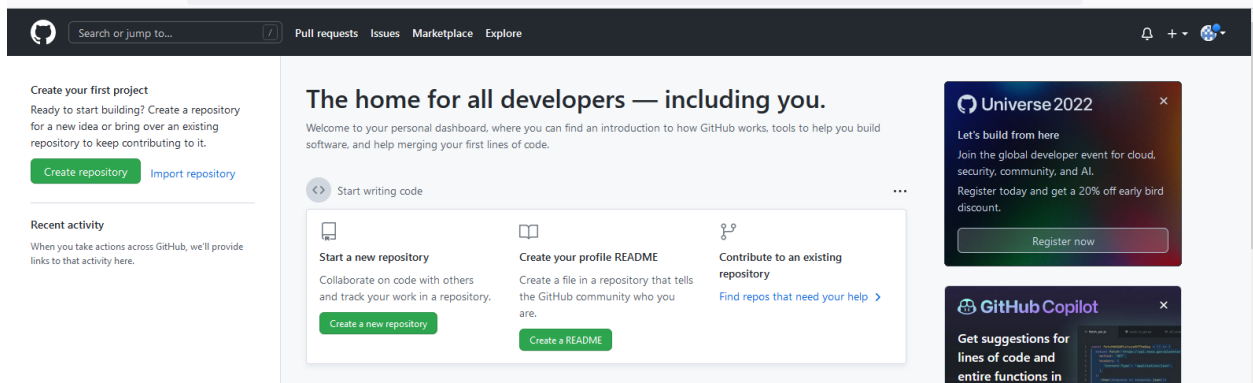 Search or jump to...
/
Pull requests Issues Marketplace Explore
Create your first project
Ready to start building? Create a repository
for a new idea or bring over an existing
repository to keep contributing to it.
Create repository Import repository
Recent activity
When you take actions across GitHub, we'll provide
links to that activity here.
The home for all developers — including you.
Welcome to your personal dashboard, where you can find an introduction to how GitHub works, tools to help you build
software, and help merging your first lines of code.
Start writing code
Start a new repository
Collaborate on code with others
and track your work in a repository.
Create a new repository
Create your profile README
Create a file in a repository that tells
the GitHub community who you
are.
Create a README
Contribute to an existing
repository
Find repos that need your help
Universe 2022
Let's build from here
Join the global developer event for cloud,
security, community, and AI.
Register today and get a 20% off early bird
discount.
Register now
GitHub Copilot
Get suggestions for
lines of code and
entire functions in